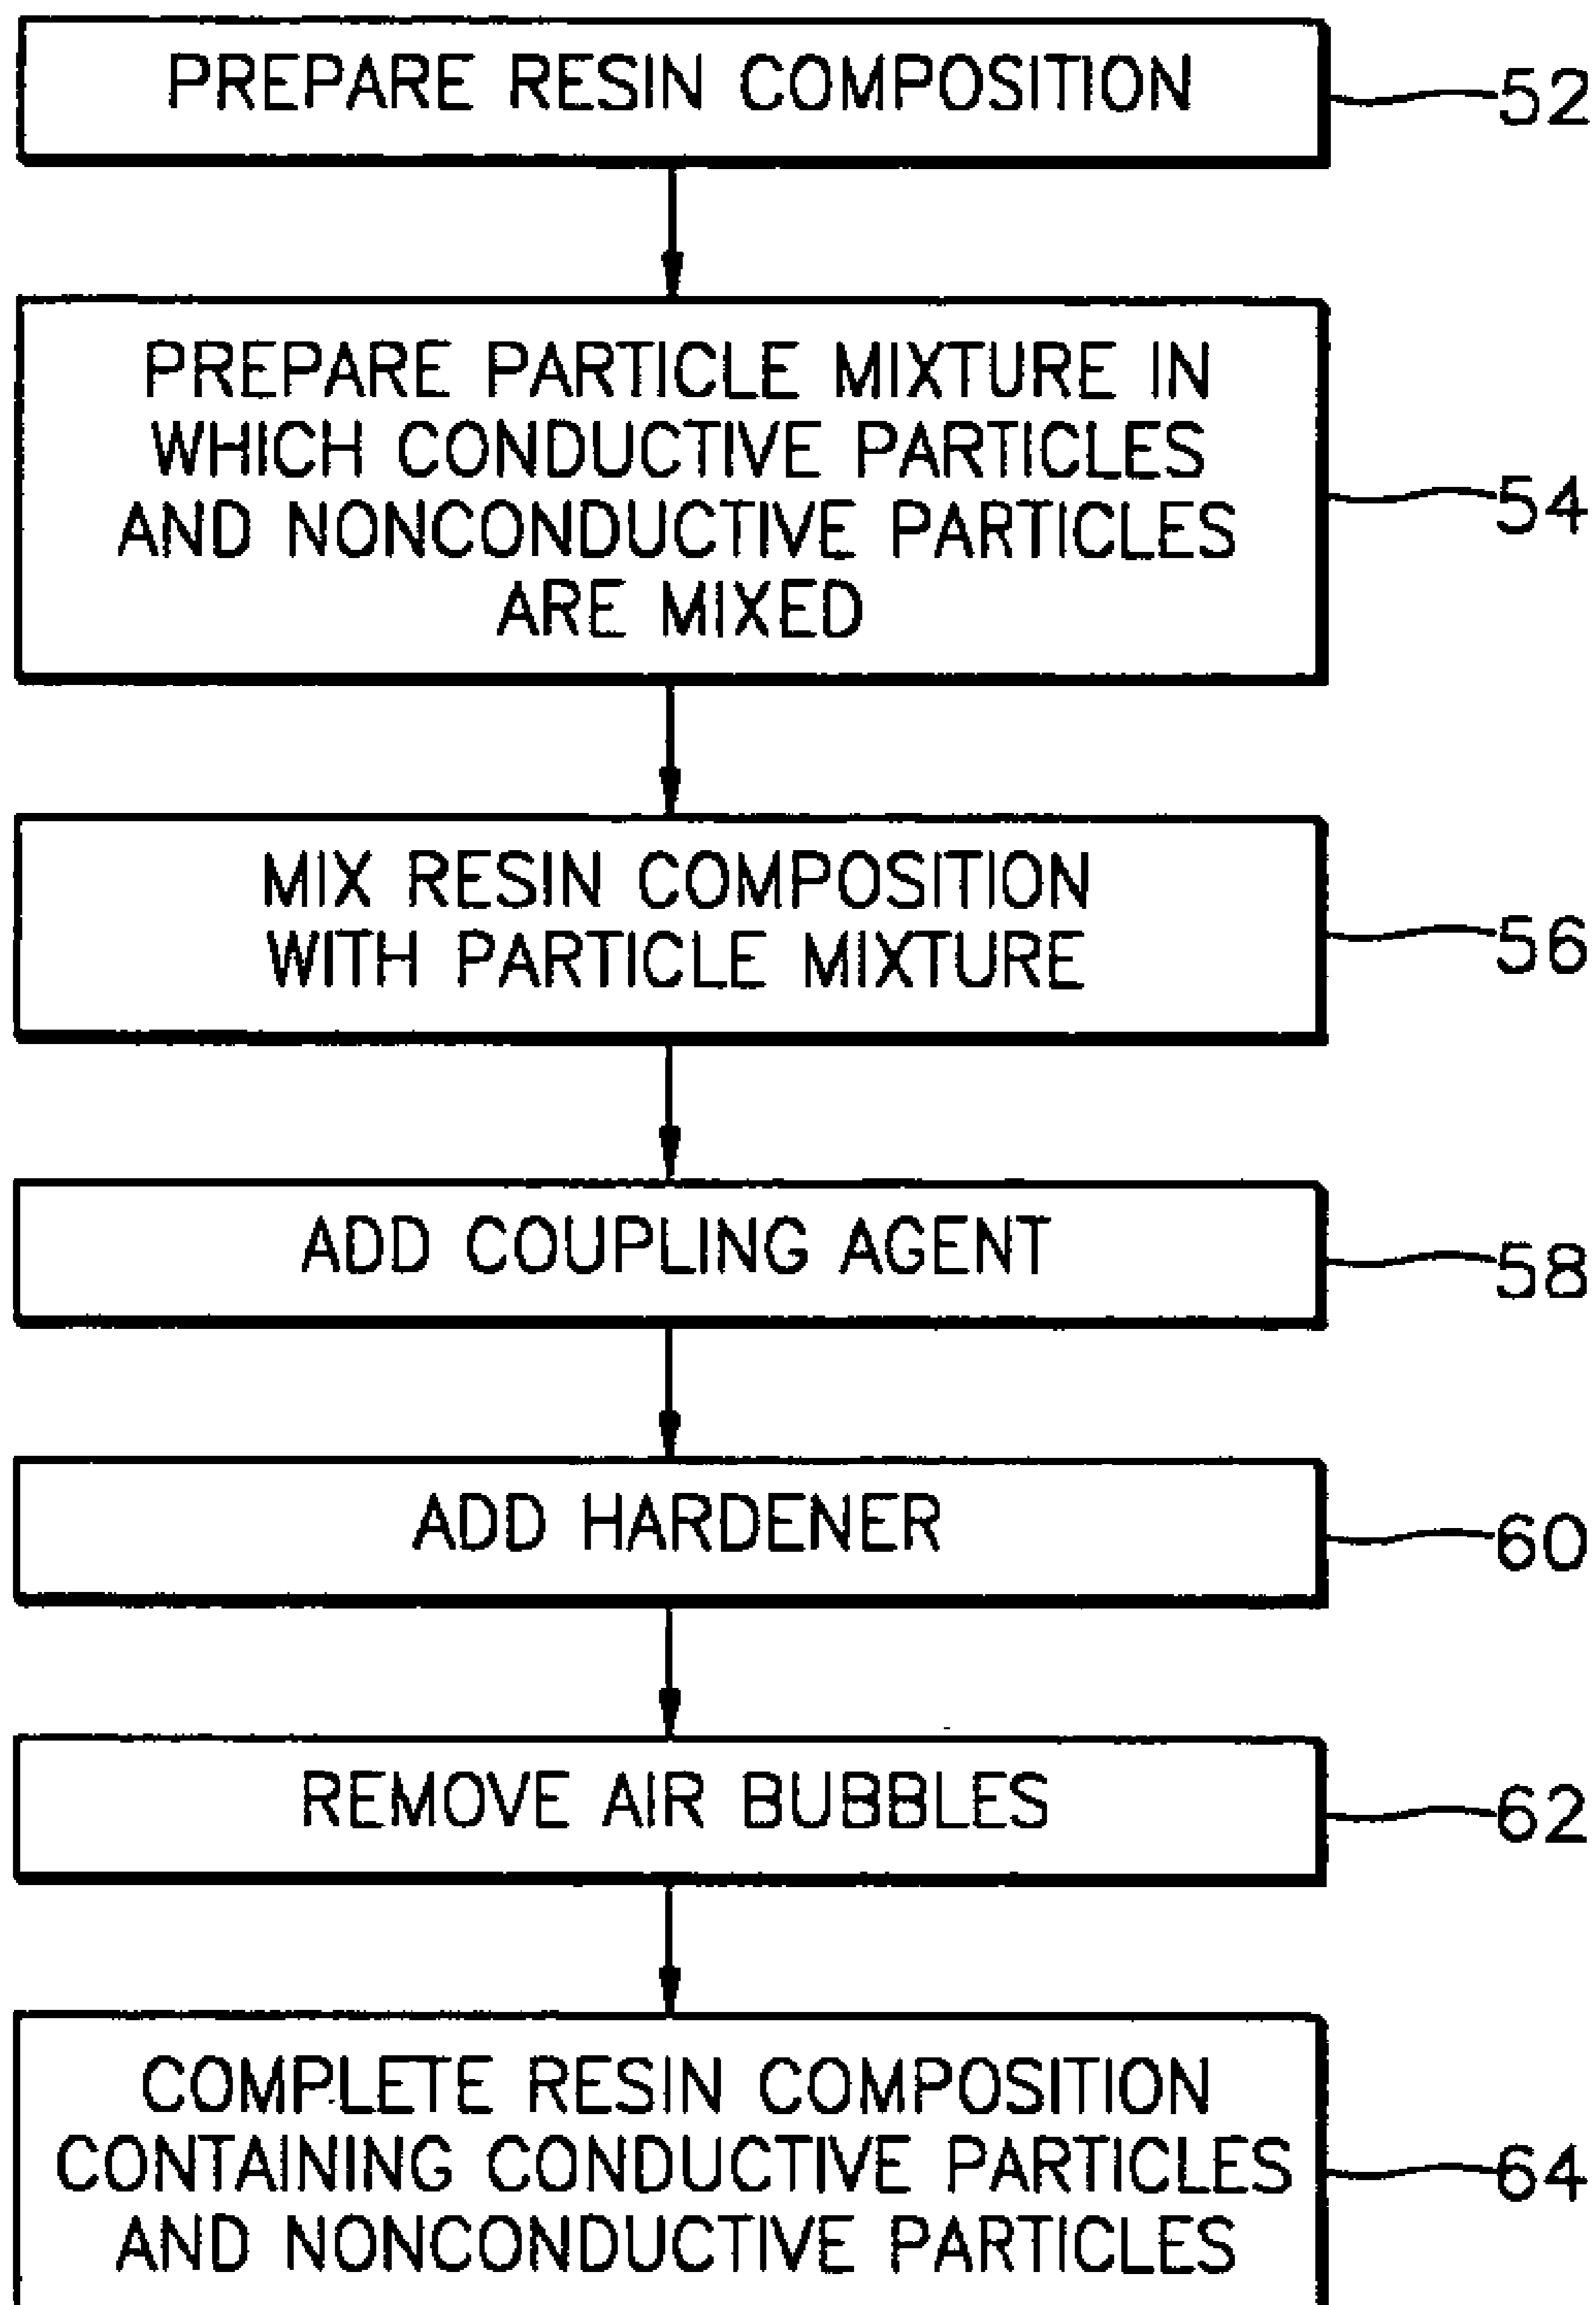 PREPARE RESIN COMPOSITION
52
PREPARE PARTICLE MIXTURE IN
WHICH CONDUCTIVE PARTICLES
AND NONCONDUCTIVE PARTICLES
ARE MIXED
54
MIX RESIN COMPOSITION
WITH PARTICLE MIXTURE
56
ADD COUPLING AGENT
58
ADD HARDENER
60
REMOVE AIR BUBBLES
62
COMPLETE RESIN COMPOSITION
CONTAINING CONDUCTIVE PARTICLES
AND NONCONDUCTIVE PARTICLES
64